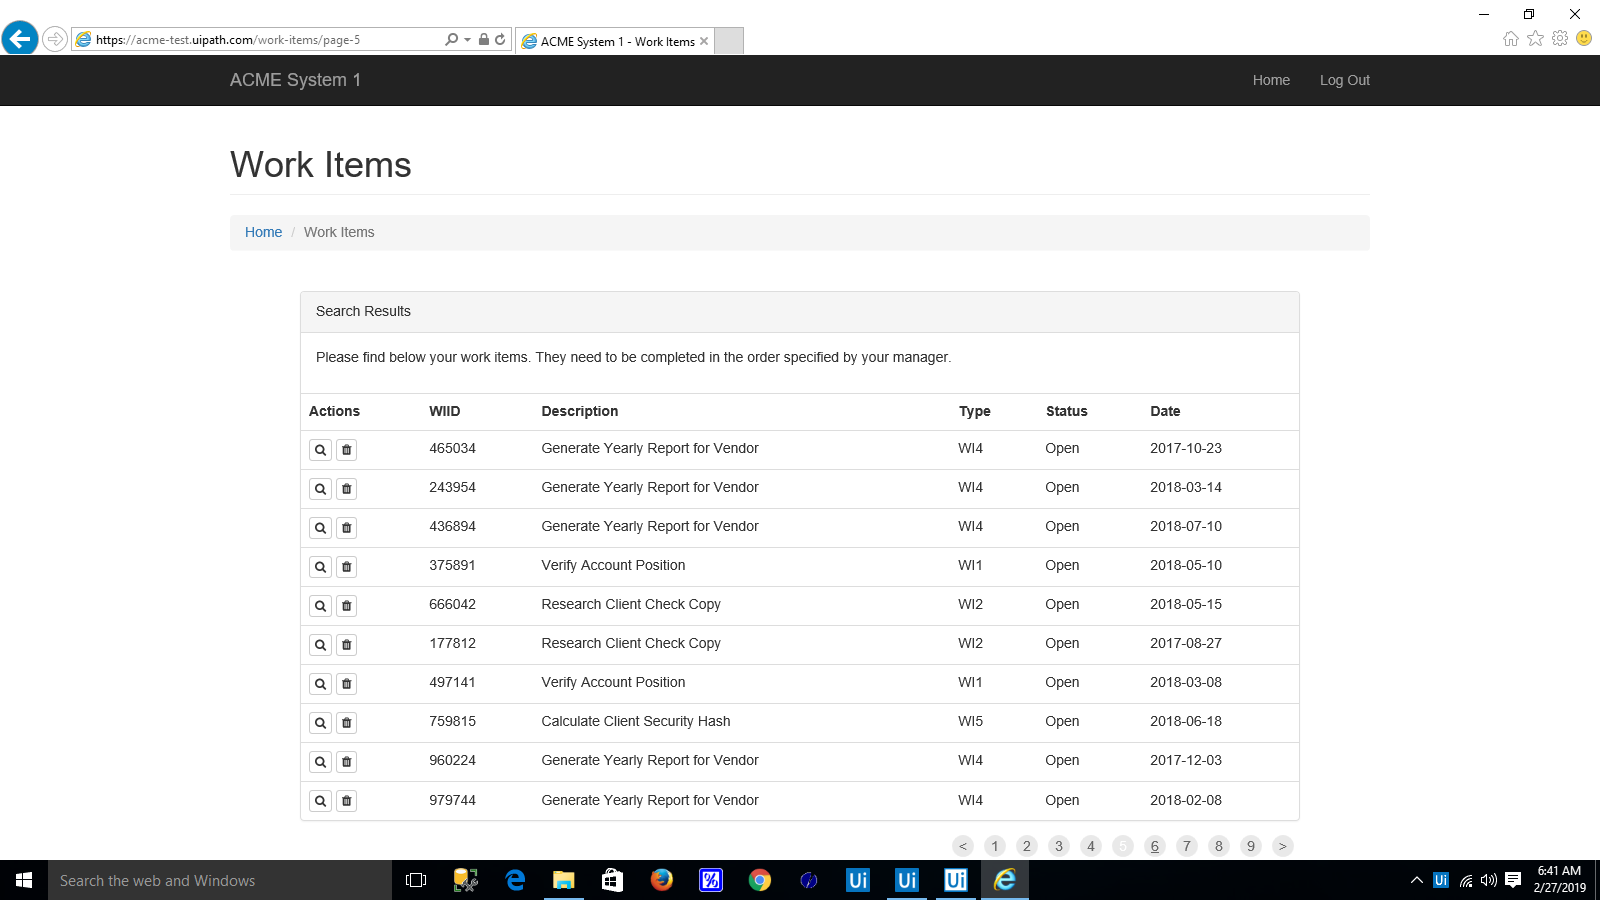 https://acme-test.uipath.com/work-items/page-5
ACME System 1 - Work Items
ACME System 1 Home Log Out
Work Items
Home / Work Items
Search Results
Please find below your work items. They need to be completed in the order specified by your manager.
Actions WIID Description Type Status Date
465034 Generate Yearly Report for Vendor WI4 Open 2017-10-23
243954 Generate Yearly Report for Vendor WI4 Open 2018-03-14
436894 Generate Yearly Report for Vendor WI4 Open 2018-07-10
375891 Verify Account Position WI1 Open 2018-05-10
666042 Research Client Check Copy WI2 Open 2018-05-15
177812 Research Client Check Copy WI2 Open 2017-08-27
497141 Verify Account Position WI1 Open 2018-03-08
759815 Calculate Client Security Hash WI5 Open 2018-06-18
960224 Generate Yearly Report for Vendor WI4 Open 2017-12-03
979744 Generate Yearly Report for Vendor WI4 Open 2018-02-08
< 1 2 3 4 5 6 7 8 9 >
Search the web and Windows
Ui Ui Ui Ui
6:41 AM
2/27/2019